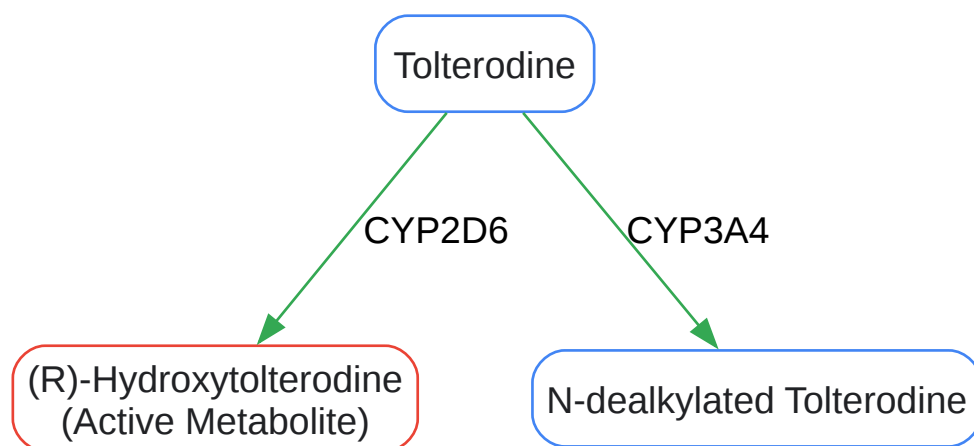 Tolterodine
CYP2D6
CYP3A4
(R)-Hydroxytolterodine
(Active Metabolite)
N-dealkylated Tolterodine